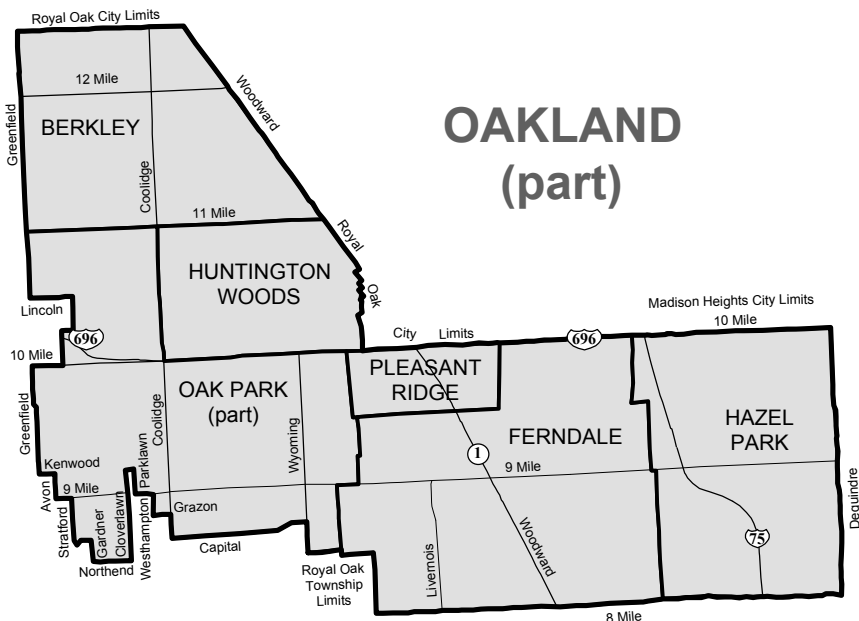 Royal Oak City Limits
12 Mile
Woodward
OAKLAND
(part)
BERKLEY
Greenfield
Coolidge
11 Mile
Royal
Oak
HUNTINGTON
WOODS
Lincoln
Madison Heights City Limits
10 Mile
696
City Limits
696
10 Mile
PLEASANT
RIDGE
OAK PARK
(part)
Greenfield
Coolidge
Wyoming
HAZEL
PARK
FERNDALE
1
9 Mile
Kenwood
Parklawn
Avon
9 Mile
Grazon
Dequindre
Stratford
Gardner
Cloverlawn
Westhampton
Capital
Livernois
Woodward
75
Northend
Royal Oak
Township
Limits
8 Mile